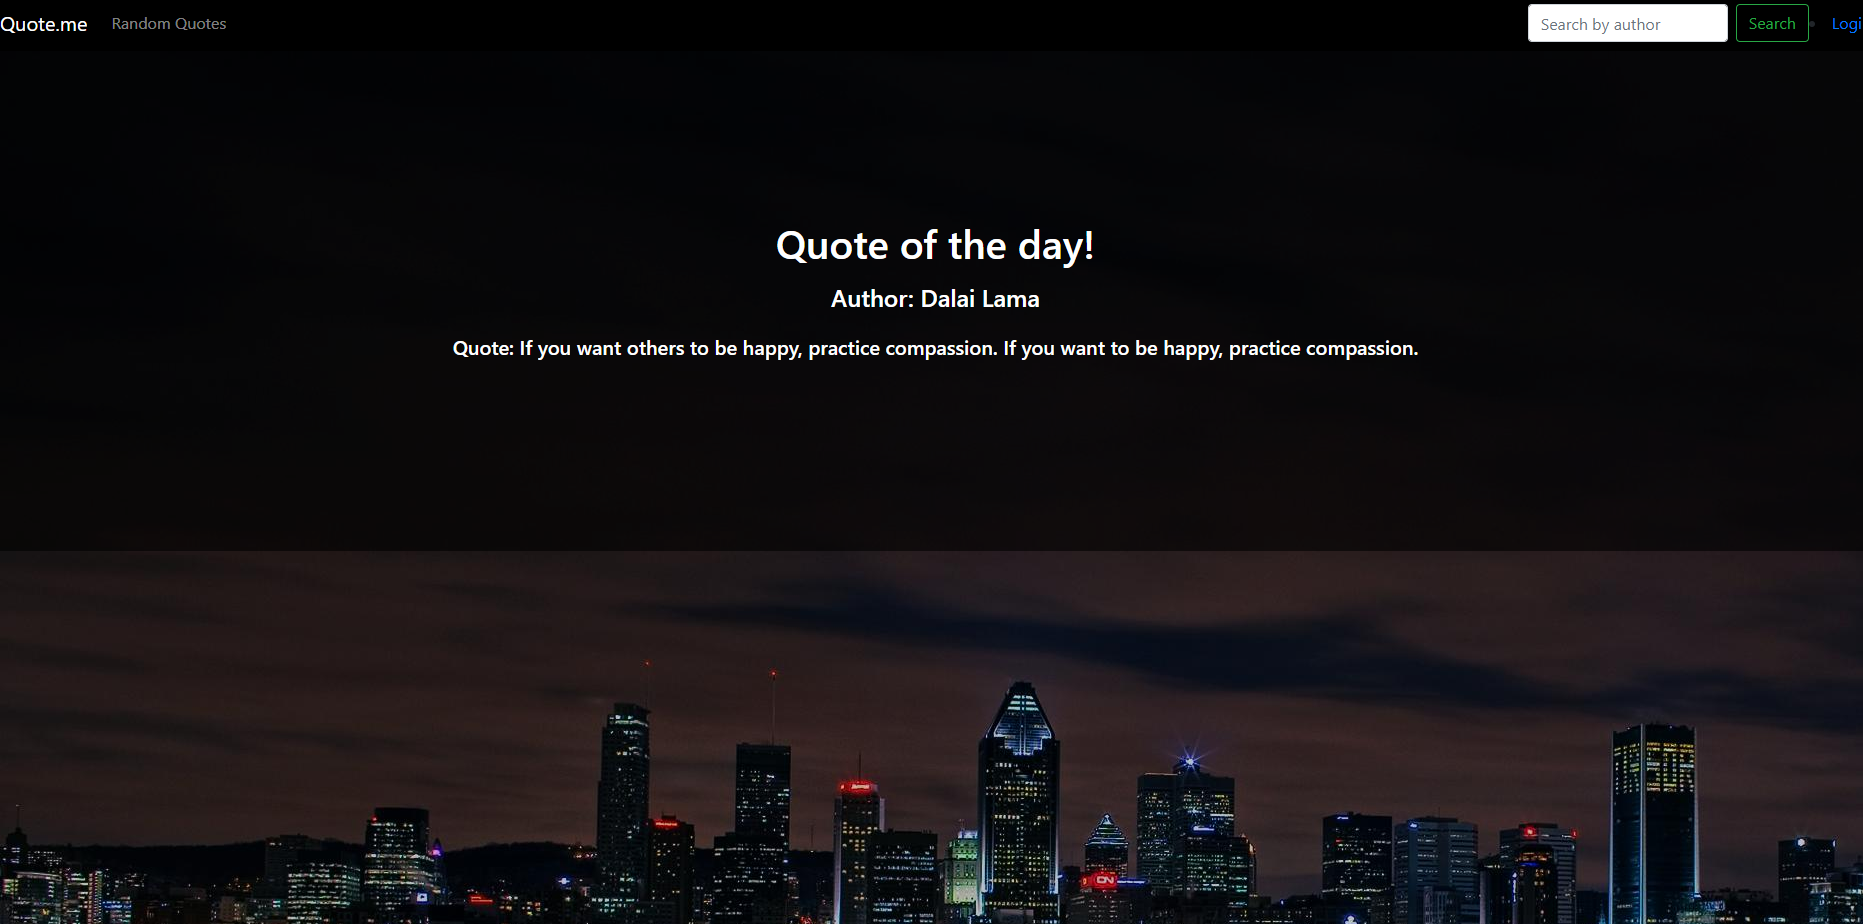 Quote.me Random Quotes Search by author Search Logi
Quote of the day!
Author: Dalai Lama
Quote: If you want others to be happy, practice compassion. If you want to be happy, practice compassion.
CN